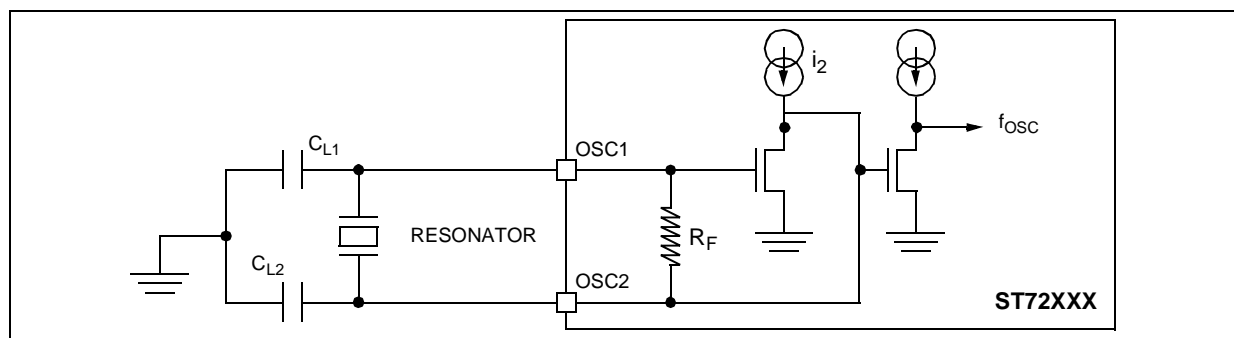 i2
fOSC
CL1
OSC1
RESONATOR
RF
CL2
OSC2
ST72XXX